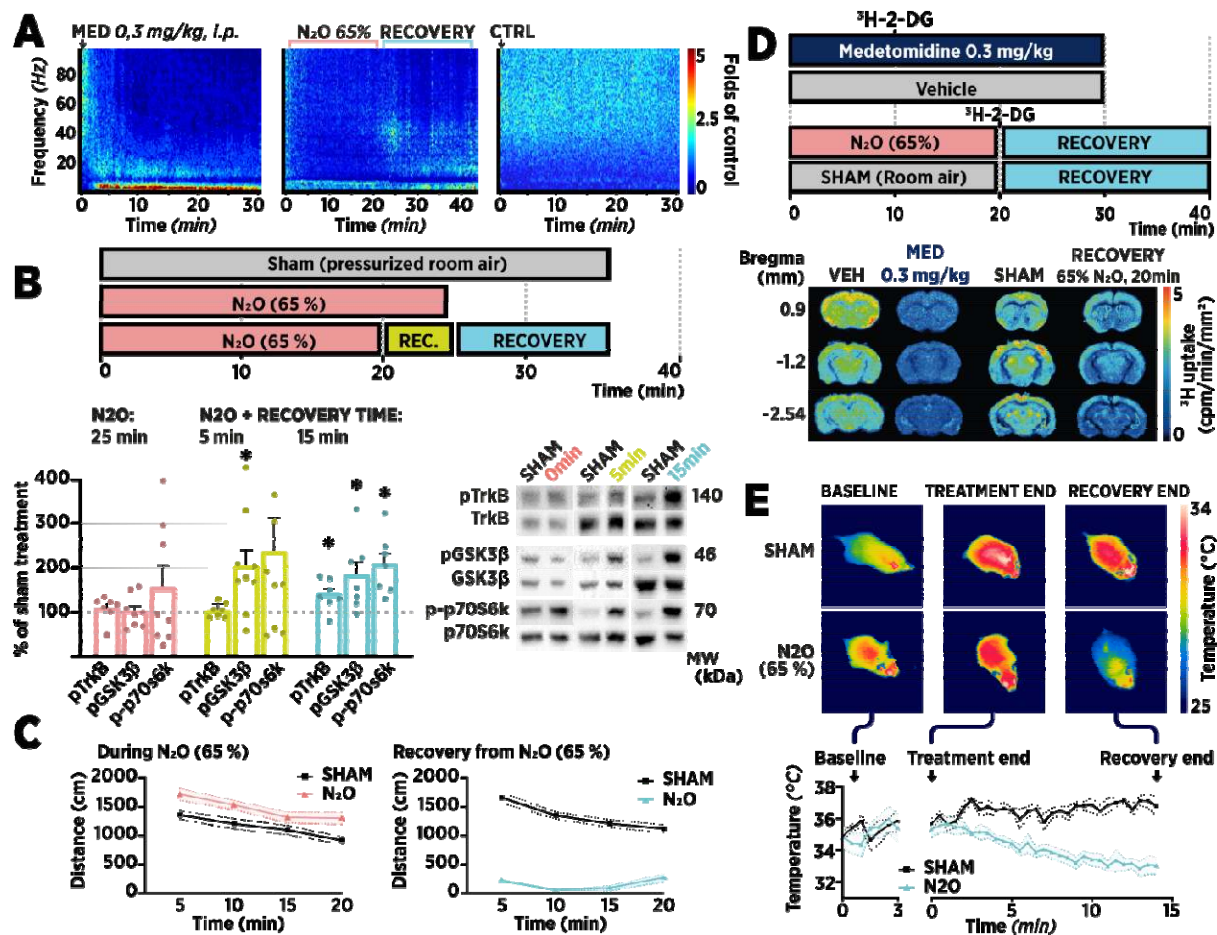 A
MED 0,3 mg/kg, i.p.
N₂O 65%
RECOVERY
CTRL
Frequency (Hz)
80
60
40
20
0 10 20 30
Time (min)
0 10 20 30 40
Time (min)
0 10 20 30
Time (min)
5
2.5
0
Folds of control
B
Sham (pressurized room air)
N₂O (65 %)
N₂O (65 %)
REC.
RECOVERY
0 10 20 30 40
Time (min)
N2O:
25 min
N2O + RECOVERY TIME:
5 min
15 min
% of sham treatment
400
300
200
100
* * * *
*
pTrkB
pGSK3β
p-p70s6k
pTrkB
pGSK3β
p-p70s6k
pTrkB
pGSK3β
p-p70s6k
SHAM
0min
SHAM
5min
SHAM
15min
pTrkB 140
TrkB
pGSK3β 46
GSK3β
p-p70S6k 70
p70S6k
MW
(kDa)
C
During N₂O (65 %)
Distance (cm)
2000
1500
1000
500
0
SHAM
N₂O
5 10 15 20
Time (min)
Recovery from N₂O (65 %)
Distance (cm)
2000
1500
1000
500
0
SHAM
N₂O
5 10 15 20
Time (min)
D
³H-2-DG
Medetomidine 0.3 mg/kg
Vehicle
³H-2-DG
N₂O (65%)
RECOVERY
SHAM (Room air)
RECOVERY
0 10 20 30 40
Time (min)
Bregma
(mm)
VEH
MED
0.3 mg/kg
SHAM
RECOVERY
65% N₂O, 20min
0.9
-1.2
-2.54
5
0
³H uptake
(cpm/min/mm²)
E
BASELINE
TREATMENT END
RECOVERY END
SHAM
N2O
(65 %)
34
25
Temperature (°C)
Baseline
Treatment end
Recovery end
Temperature (°C)
38
36
34
32
SHAM
N2O
0 3
0 5 10 15
Time (min)